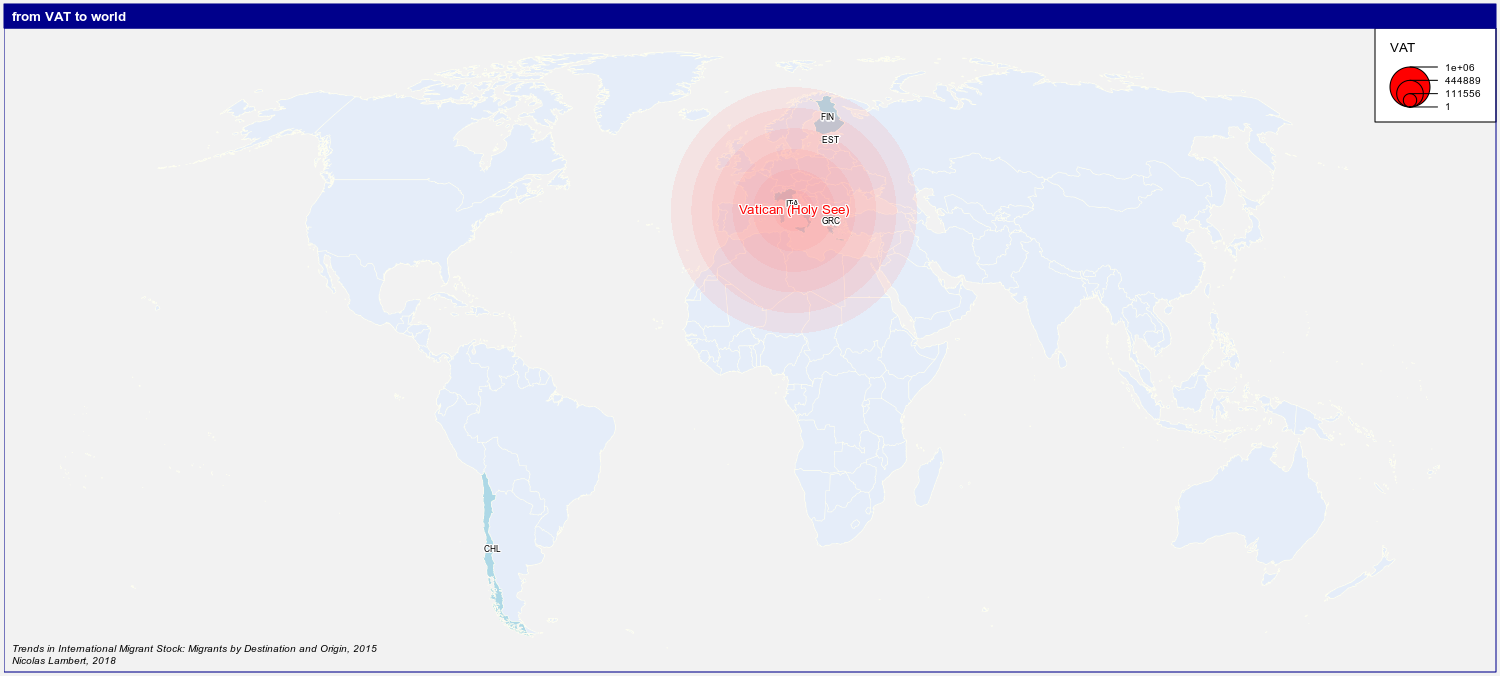 from VAT to world
VAT
1e+06
444889
111556
1
FIN
EST
ITA
Vatican (Holy See)
GRC
CHL
Trends in International Migrant Stock: Migrants by Destination and Origin, 2015
Nicolas Lambert, 2018